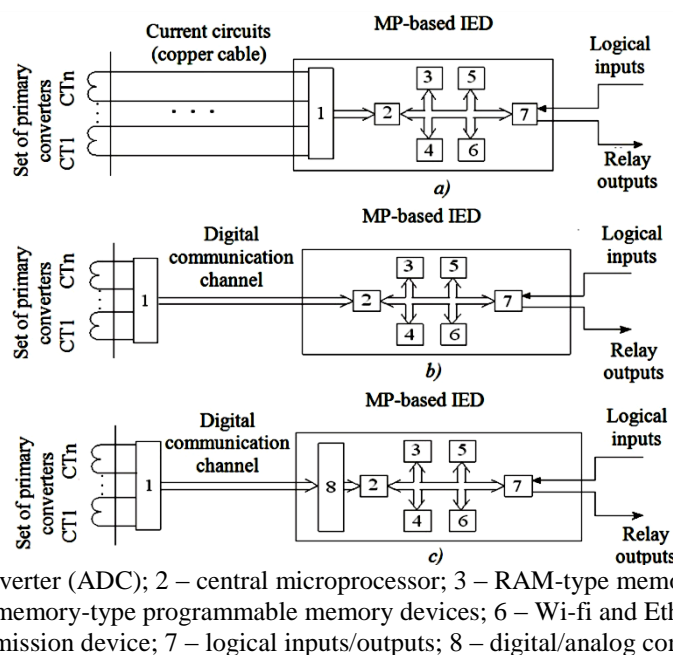 MP-based IED
Current circuits
(copper cable)
Logical
inputs
Set of primary
converters
CT1
CTn
1
2
3
4
5
6
7
Relay
outputs
a)
MP-based IED
Digital
communication
channel
Logical
inputs
Set of primary
converters
CT1
CTn
1
2
3
4
5
6
7
Relay
outputs
b)
MP-based IED
Digital
communication
channel
Logical
inputs
Set of primary
converters
CT1
CTn
1
8
2
3
4
5
6
7
Relay
outputs
c)
verter (ADC); 2 – central microprocessor; 3 – RAM-type memo
memory-type programmable memory devices; 6 – Wi-fi and Eth
mission device; 7 – logical inputs/outputs; 8 – digital/analog con